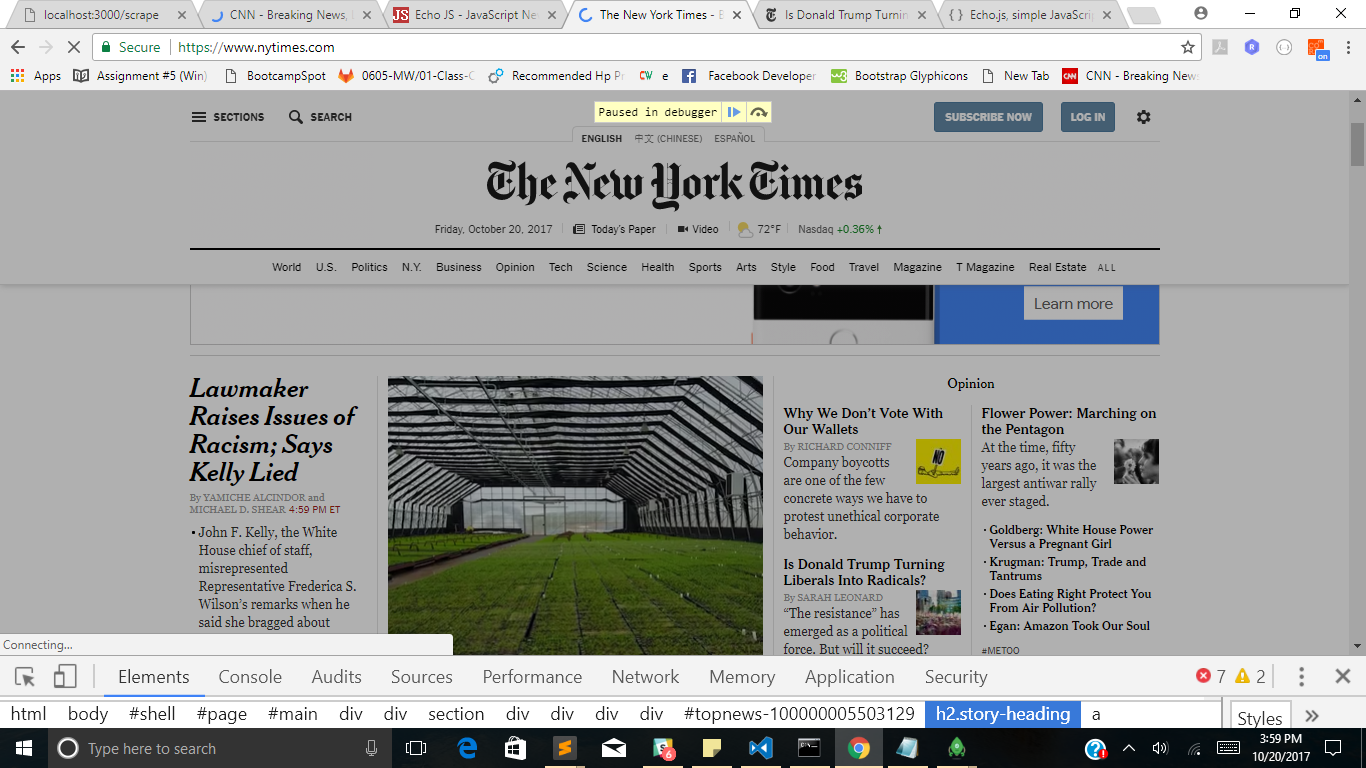 localhost:3000/scrape
CNN - Breaking News,
JS
Echo JS - JavaScript Ne
The New York Times - B
Is Donald Trump Turnin
{ } Echo.js, simple JavaScri
Secure
https://www.nytimes.com
Apps
Assignment #5 (Win)
BootcampSpot
0605-MW/01-Class-C
Recommended Hp Pr
CW
e
Facebook Developer
w3
Bootstrap Glyphicons
New Tab
CNN
CNN - Breaking News
on
SECTIONS
SEARCH
Paused in debugger
SUBSCRIBE NOW
LOG IN
ENGLISH
中文 (CHINESE)
ESPAÑOL
The New York Times
Friday, October 20, 2017
Today's Paper
Video
72°F
Nasdaq +0.36% ↑
World
U.S.
Politics
N.Y.
Business
Opinion
Tech
Science
Health
Sports
Arts
Style
Food
Travel
Magazine
T Magazine
Real Estate
ALL
Learn more
Lawmaker
Raises Issues of
Racism; Says
Kelly Lied
By YAMICHE ALCINDOR and
MICHAEL D. SHEAR 4:59 PM ET
• John F. Kelly, the White
House chief of staff,
misrepresented
Representative Frederica S.
Wilson's remarks when he
said she bragged about
Opinion
Why We Don't Vote With
Our Wallets
By RICHARD CONNIFF
Company boycotts
are one of the few
concrete ways we have to
protest unethical corporate
behavior.
NO
Is Donald Trump Turning
Liberals Into Radicals?
By SARAH LEONARD
“The resistance” has
emerged as a political
force. But will it succeed?
Flower Power: Marching on
the Pentagon
At the time, fifty
years ago, it was the
largest antiwar rally
ever staged.
• Goldberg: White House Power
Versus a Pregnant Girl
• Krugman: Trump, Trade and
Tantrums
• Does Eating Right Protect You
From Air Pollution?
• Egan: Amazon Took Our Soul
#METOO
Connecting...
Elements
Console
Audits
Sources
Performance
Network
Memory
Application
Security
7
2
html
body
#shell
#page
#main
div
div
section
div
div
div
div
#topnews-100000005503129
h2.story-heading
a
Styles
Type here to search
6
3:59 PM
10/20/2017